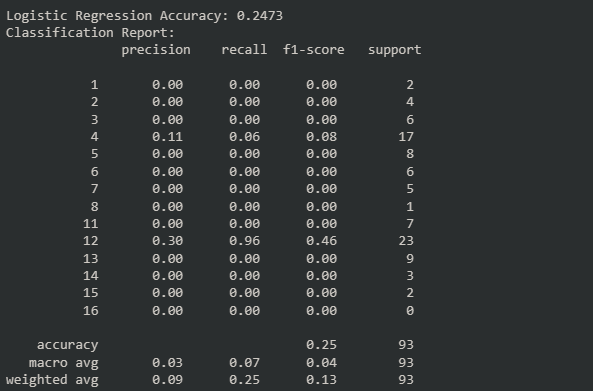 Logistic Regression Accuracy: 0.2473
Classification Report:
precision recall f1-score support
1 0.00 0.00 0.00 2
2 0.00 0.00 0.00 4
3 0.00 0.00 0.00 6
4 0.11 0.06 0.08 17
5 0.00 0.00 0.00 8
6 0.00 0.00 0.00 6
7 0.00 0.00 0.00 5
8 0.00 0.00 0.00 1
11 0.00 0.00 0.00 7
12 0.30 0.96 0.46 23
13 0.00 0.00 0.00 9
14 0.00 0.00 0.00 3
15 0.00 0.00 0.00 2
16 0.00 0.00 0.00 0
accuracy 0.25 93
macro avg 0.03 0.07 0.04 93
weighted avg 0.09 0.25 0.13 93